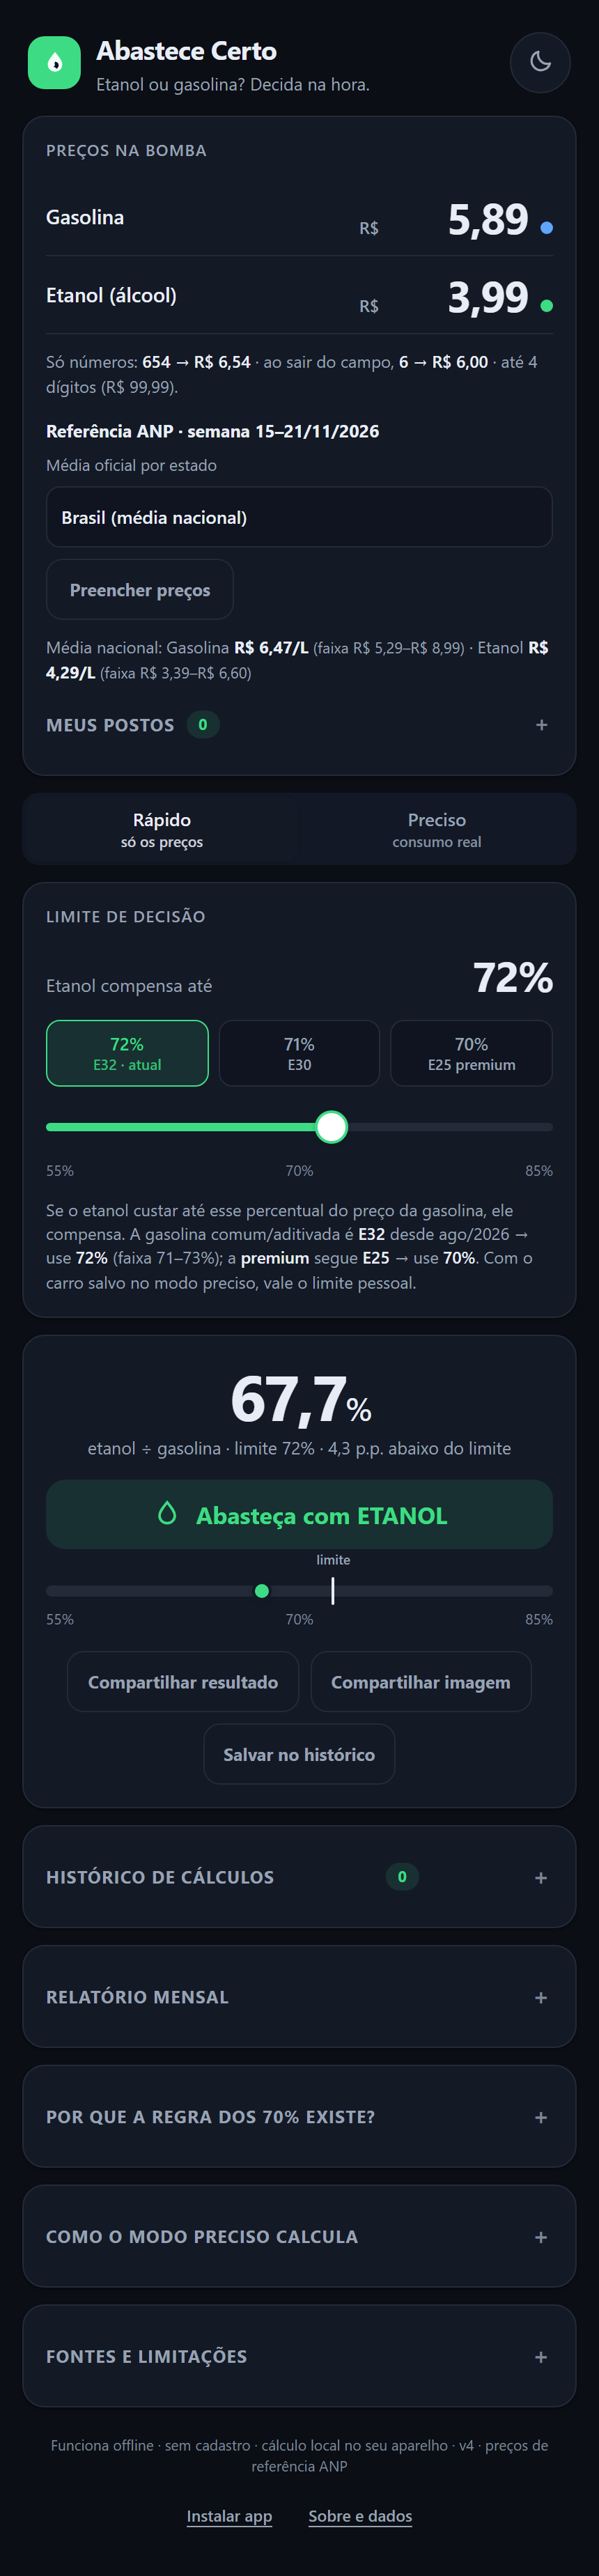 Abastece Certo
Etanol ou gasolina? Decida na hora.
PREÇOS NA BOMBA
Gasolina R$ 5,89
Etanol (álcool) R$ 3,99
Só números: 654 → R$ 6,54 · ao sair do campo, 6 → R$ 6,00 · até 4
dígitos (R$ 99,99).
Referência ANP · semana 15–21/11/2026
Média oficial por estado
Brasil (média nacional)
Preencher preços
Média nacional: Gasolina R$ 6,47/L (faixa R$ 5,29–R$ 8,99) · Etanol R$
4,29/L (faixa R$ 3,39–R$ 6,60)
MEUS POSTOS 0 +
Rápido Preciso
só os preços consumo real
LIMITE DE DECISÃO
Etanol compensa até 72%
72% 71% 70%
E32 · atual E30 E25 premium
55% 70% 85%
Se o etanol custar até esse percentual do preço da gasolina, ele
compensa. A gasolina comum/aditivada é E32 desde ago/2026 →
use 72% (faixa 71–73%); a premium segue E25 → use 70%. Com o
carro salvo no modo preciso, vale o limite pessoal.
67,7%
etanol ÷ gasolina · limite 72% · 4,3 p.p. abaixo do limite
Abasteça com ETANOL
limite
55% 70% 85%
Compartilhar resultado Compartilhar imagem
Salvar no histórico
HISTÓRICO DE CÁLCULOS 0 +
RELATÓRIO MENSAL +
POR QUE A REGRA DOS 70% EXISTE? +
COMO O MODO PRECISO CALCULA +
FONTES E LIMITAÇÕES +
Funciona offline · sem cadastro · cálculo local no seu aparelho · v4 · preços de
referência ANP
Instalar app Sobre e dados